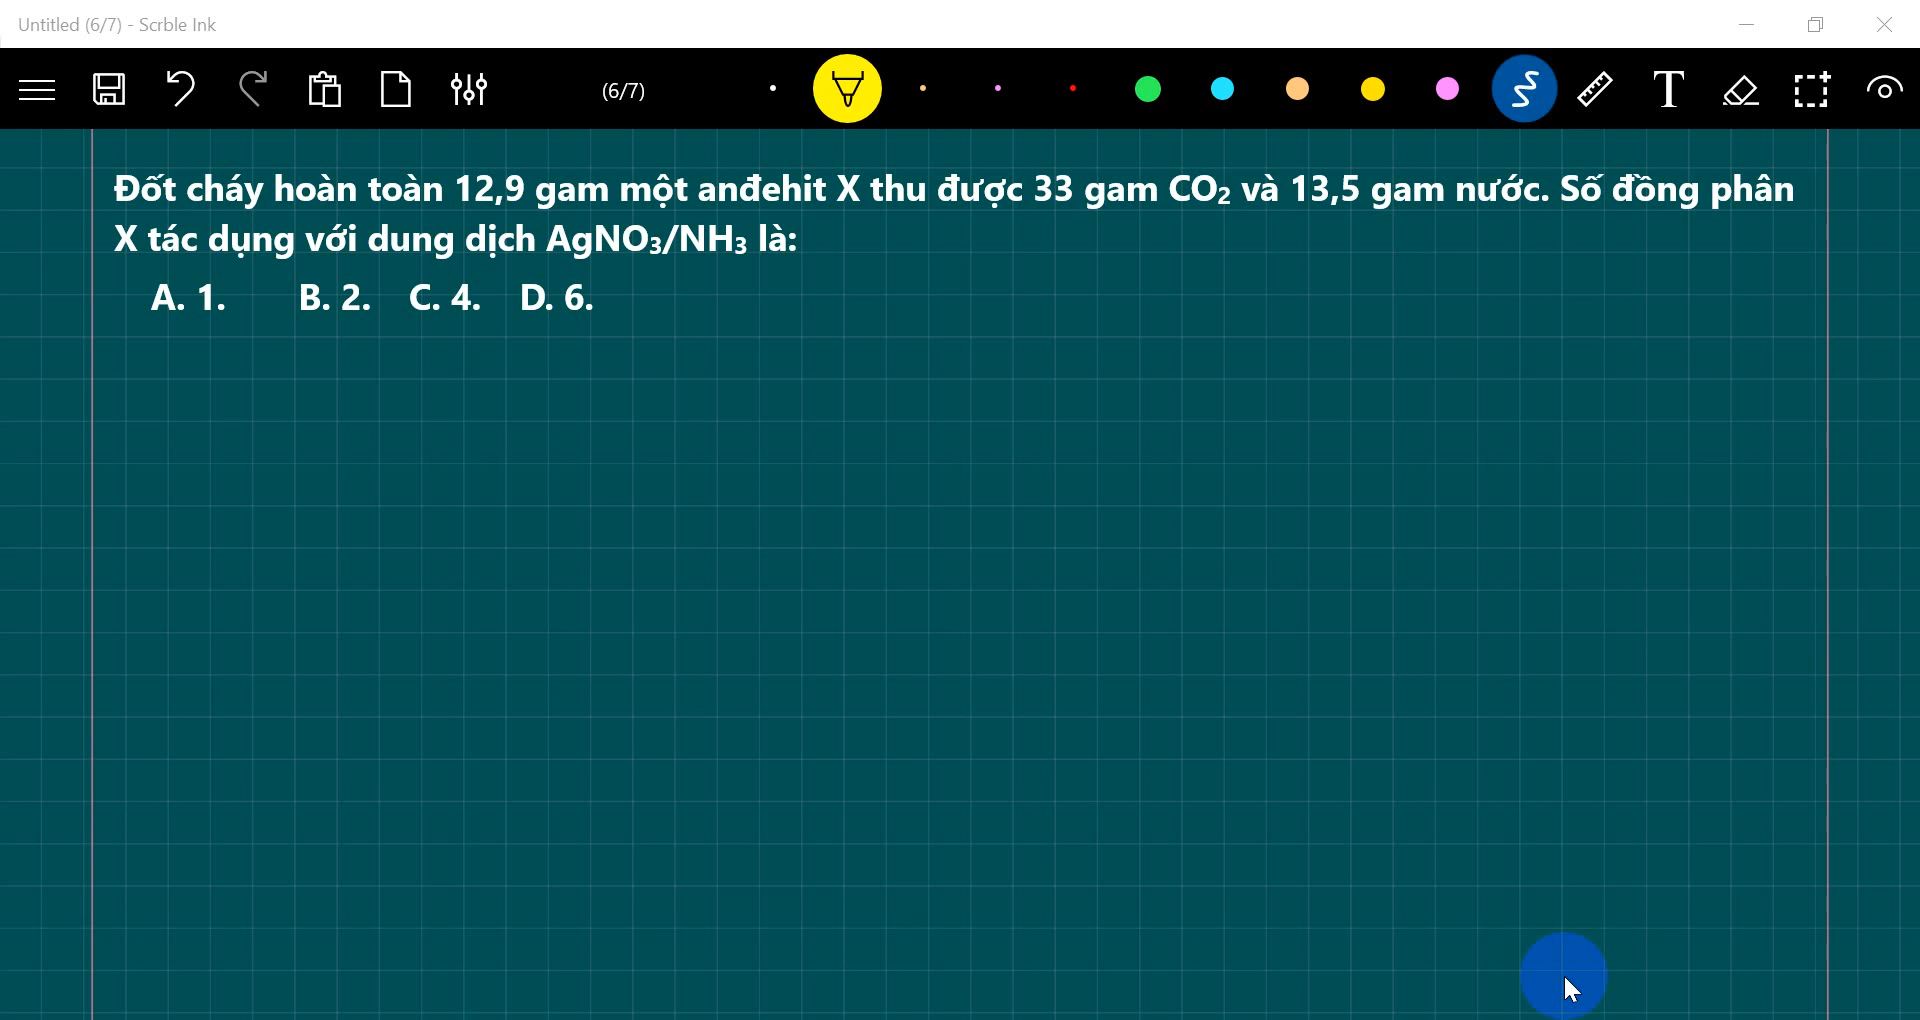 Untitled (6/7) - Scrble Ink
(6/7)
T
Đốt cháy hoàn toàn 12,9 gam một anđehit X thu được 33 gam CO₂ và 13,5 gam nước. Số đồng phân
X tác dụng với dung dịch AgNO₃/NH₃ là:
A. 1. B. 2. C. 4. D. 6.